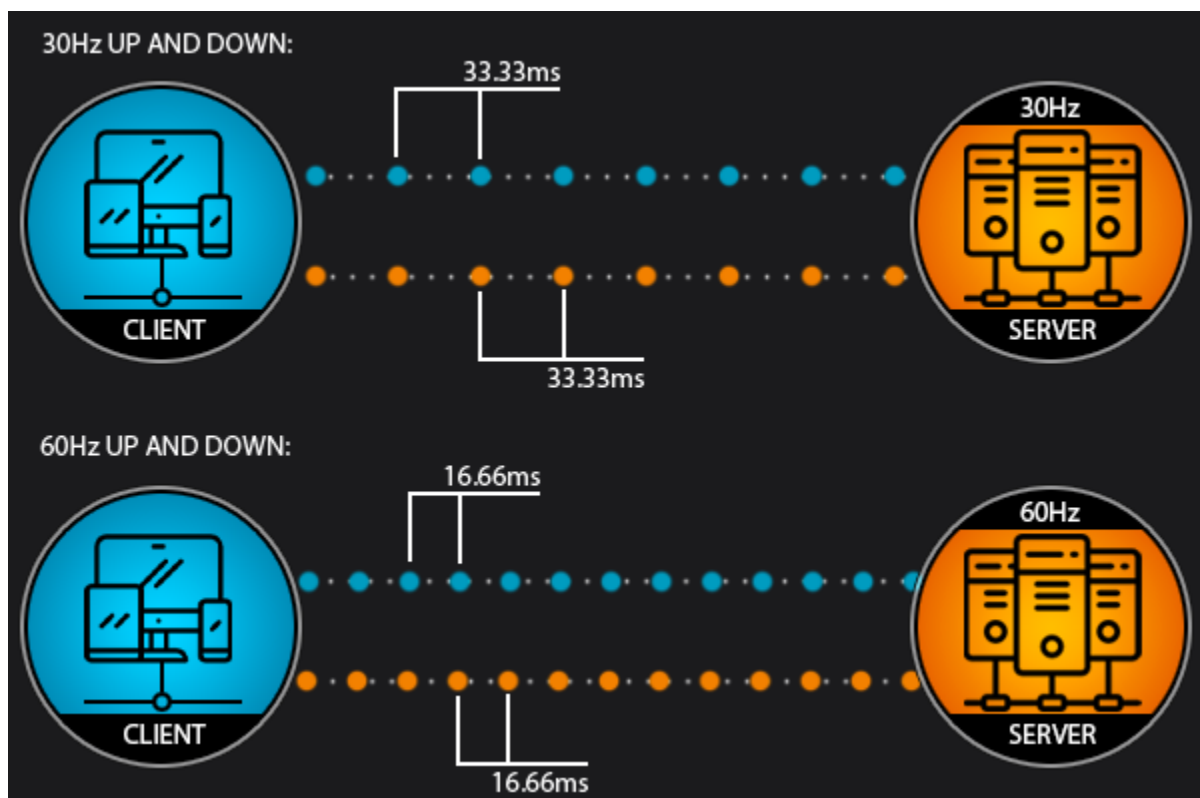 30Hz UP AND DOWN:
33.33ms
30Hz
CLIENT
SERVER
33.33ms
60Hz UP AND DOWN:
16.66ms
60Hz
CLIENT
SERVER
16.66ms